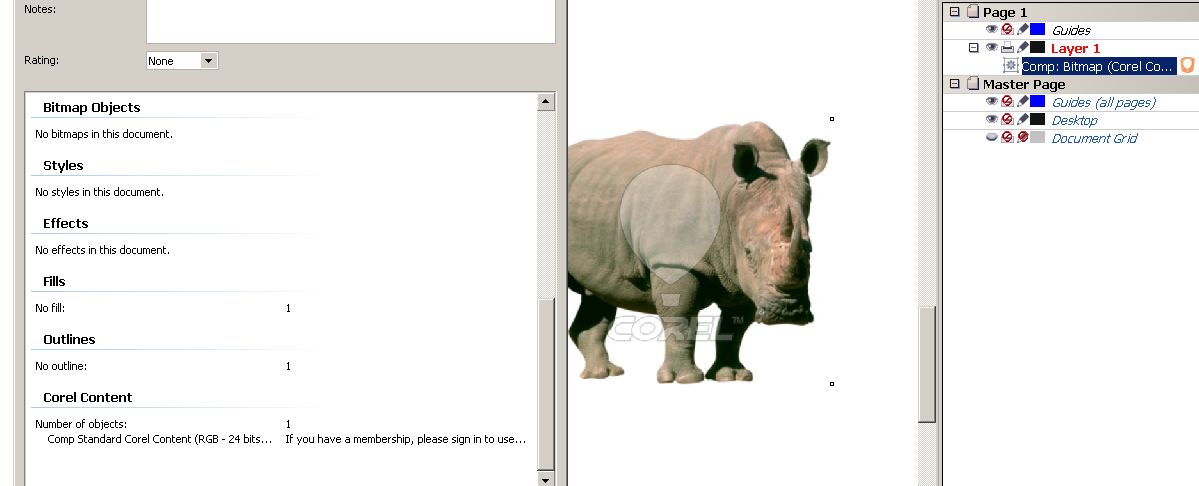 Notes:
Rating:
None
Bitmap Objects
No bitmaps in this document.
Styles
No styles in this document.
Effects
No effects in this document.
Fills
No fill: 1
Outlines
No outline: 1
Corel Content
Number of objects: 1
Comp Standard Corel Content (RGB - 24 bits... If you have a membership, please sign in to use...
COREL™
Page 1
Guides
Layer 1
Comp: Bitmap (Corel Co...
Master Page
Guides (all pages)
Desktop
Document Grid